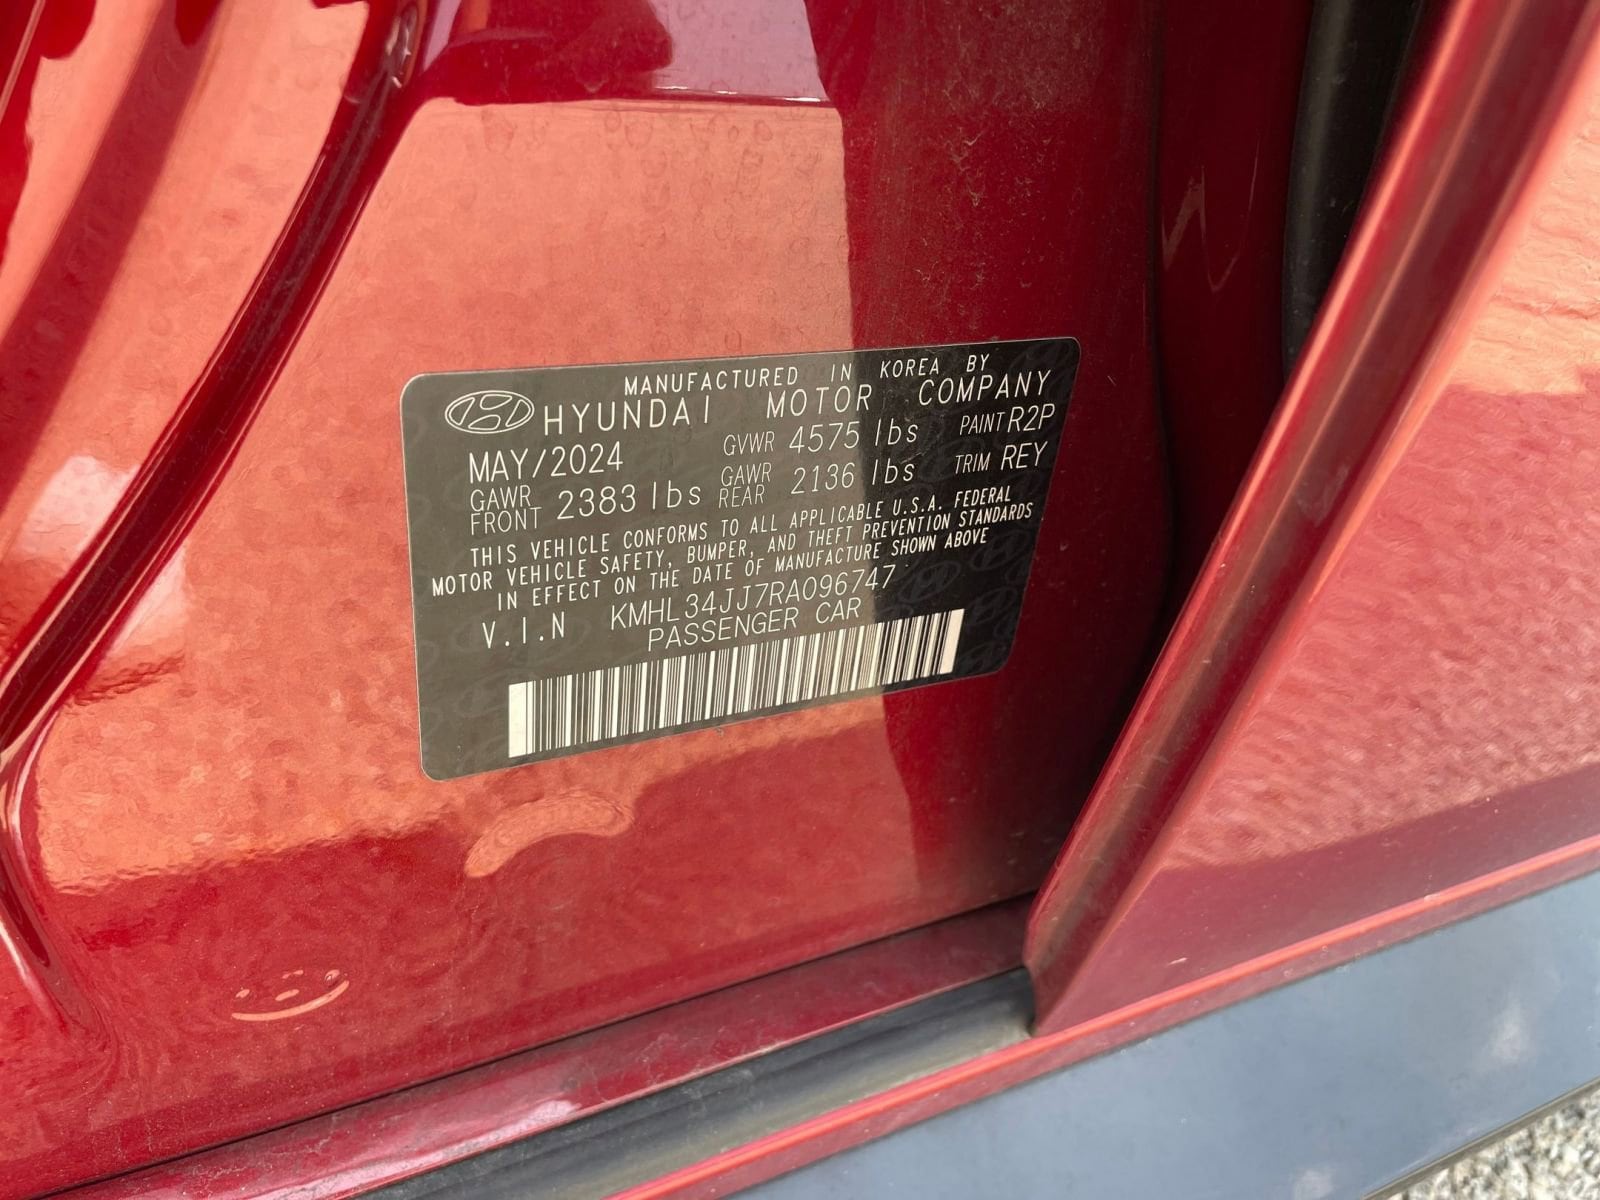 MANUFACTURED IN KOREA BY
HYUNDAI MOTOR COMPANY
MAY/2024 GVWR 4575 lbs PAINT R2P
GAWR FRONT 2383 lbs GAWR REAR 2136 lbs TRIM REY
THIS VEHICLE CONFORMS TO ALL APPLICABLE U.S.A. FEDERAL
MOTOR VEHICLE SAFETY, BUMPER, AND THEFT PREVENTION STANDARDS
IN EFFECT ON THE DATE OF MANUFACTURE SHOWN ABOVE
V.I.N KMHL34JJ7RA096747
PASSENGER CAR